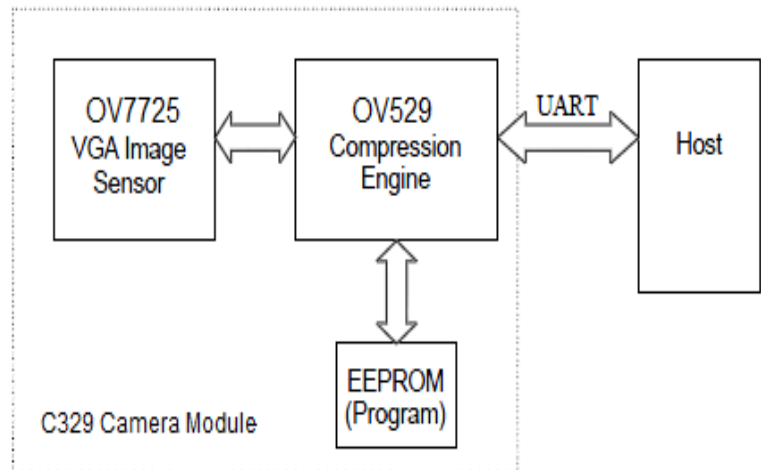 OV7725
VGA Image
Sensor
OV529
Compression
Engine
UART
Host
EEPROM
(Program)
C329 Camera Module